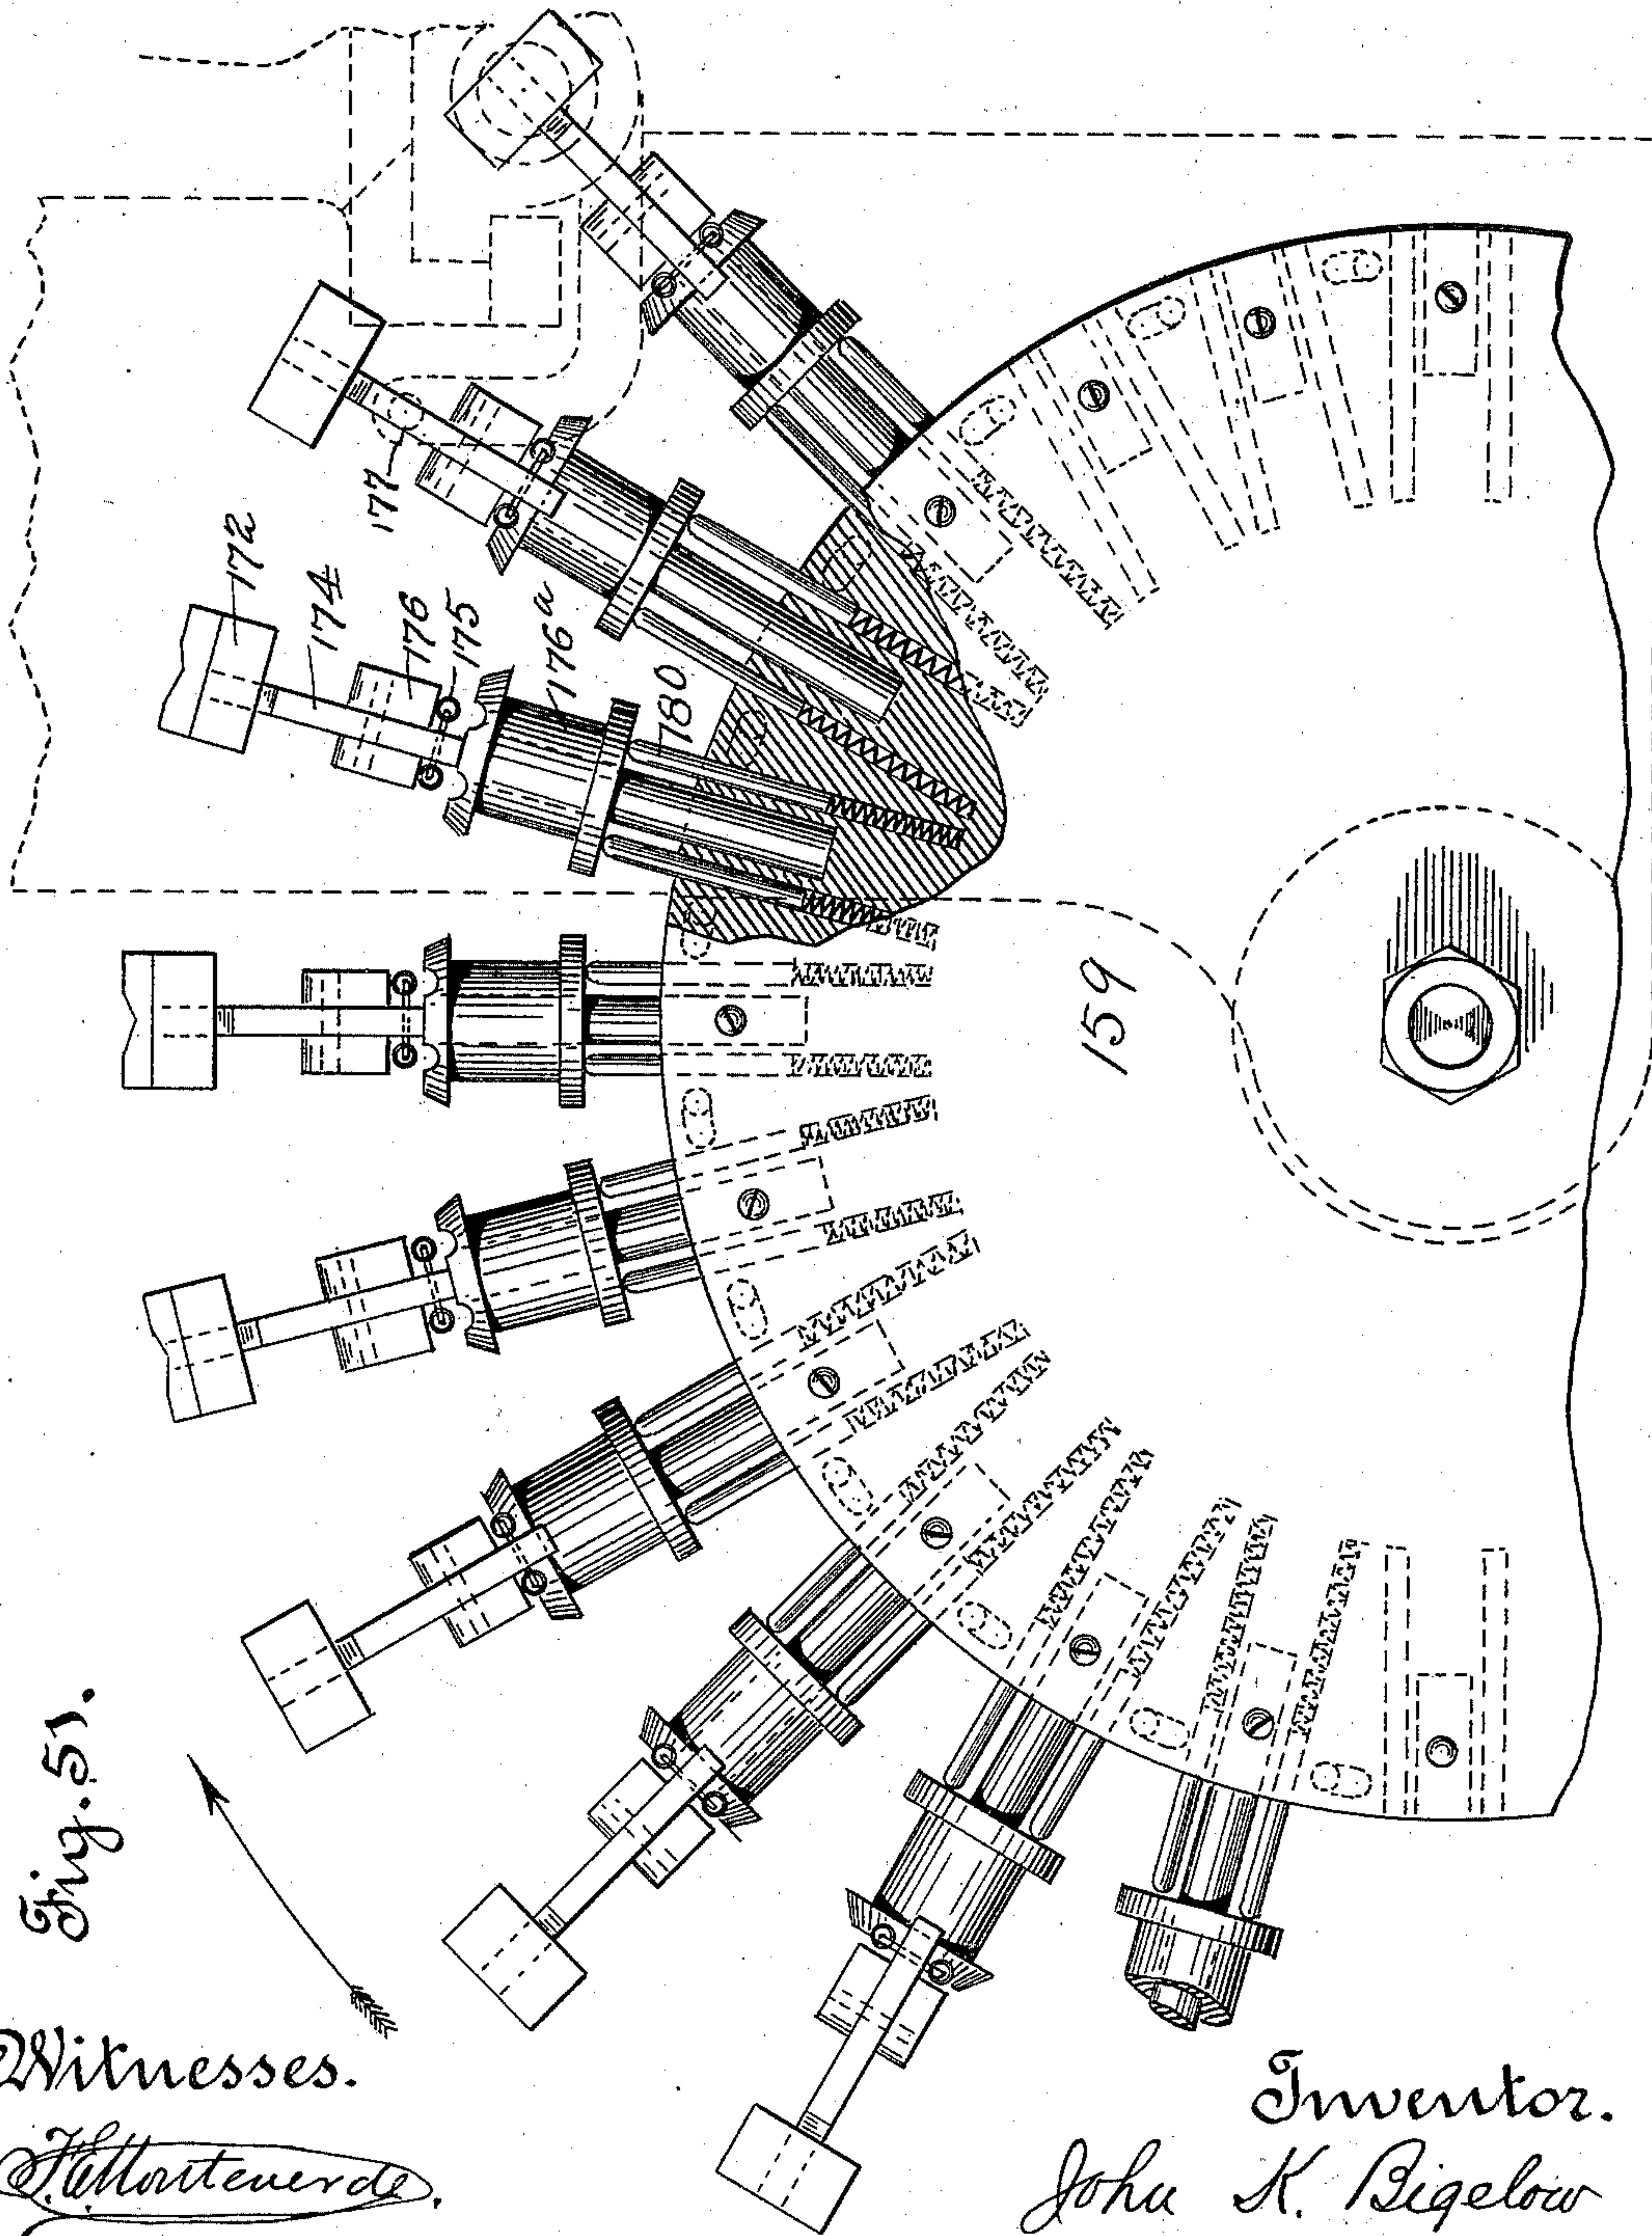 177
172
174
176
175
176a
180
159
Fig. 51.
Witnesses.
Inventor.
John K. Bigelow